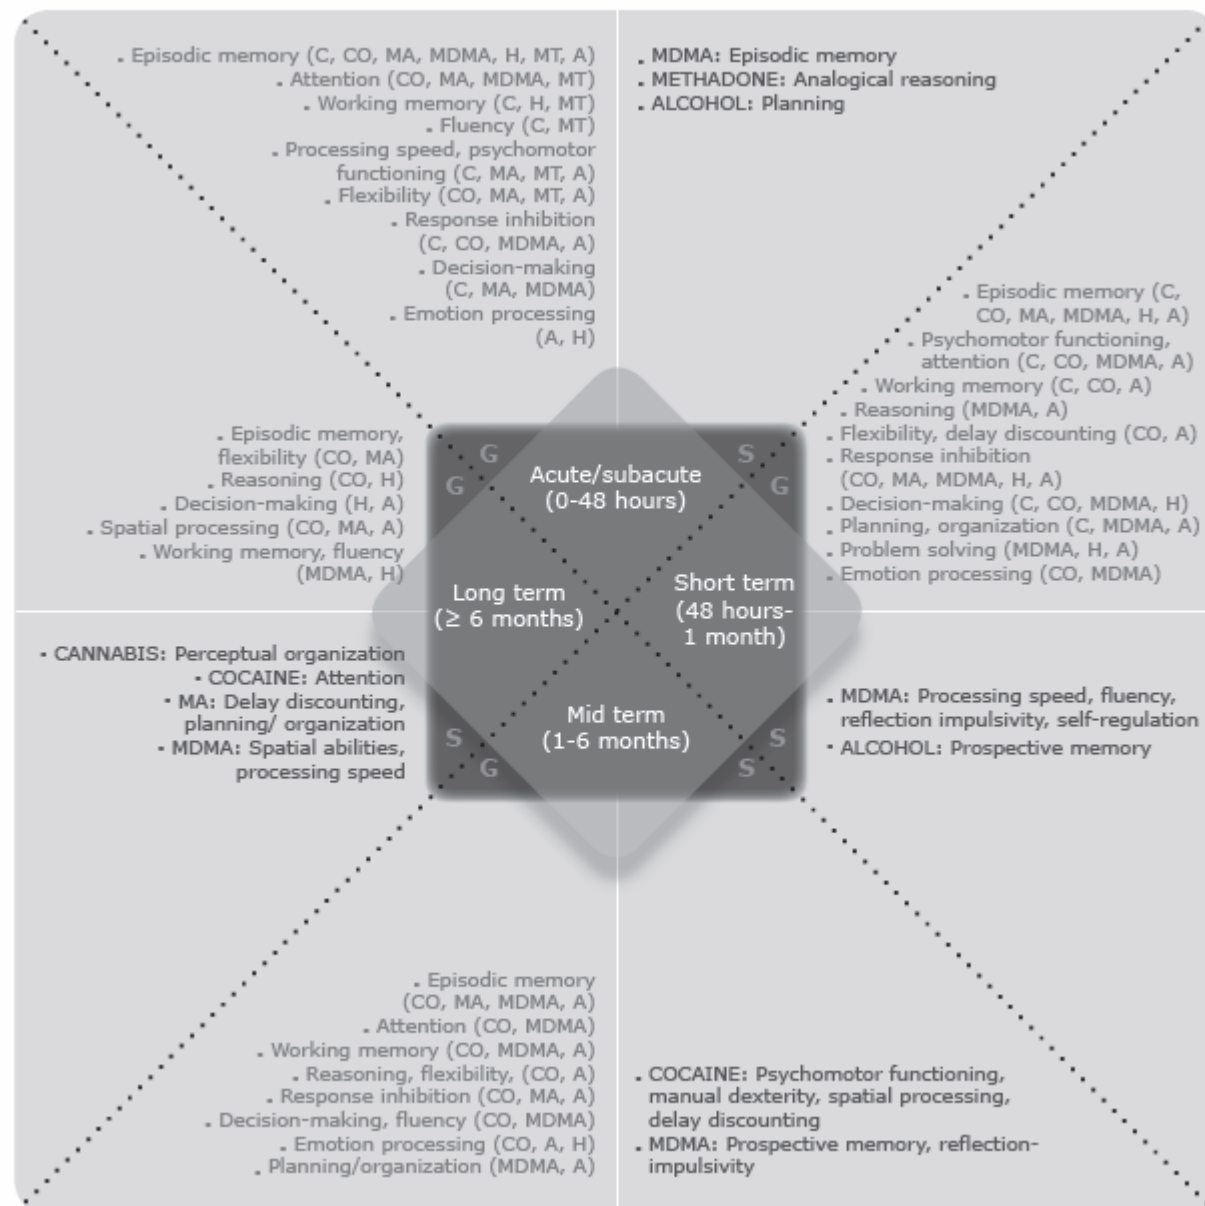 . Episodic memory (C, CO, MA, MDMA, H, MT, A)
. Attention (CO, MA, MDMA, MT)
. Working memory (C, H, MT)
. Fluency (C, MT)
. Processing speed, psychomotor
functioning (C, MA, MT, A)
. Flexibility (CO, MA, MT, A)
. Response inhibition
(C, CO, MDMA, A)
. Decision-making
(C, MA, MDMA)
. Emotion processing
(A, H)
. MDMA: Episodic memory
. METHADONE: Analogical reasoning
. ALCOHOL: Planning
. Episodic memory (C,
CO, MA, MDMA, H, A)
. Psychomotor functioning,
attention (C, CO, MDMA, A)
. Working memory (C, CO, A)
. Reasoning (MDMA, A)
. Flexibility, delay discounting (CO, A)
. Response inhibition
(CO, MA, MDMA, H, A)
. Decision-making (C, CO, MDMA, H)
. Planning, organization (C, MDMA, A)
. Problem solving (MDMA, H, A)
. Emotion processing (CO, MDMA)
. Episodic memory,
flexibility (CO, MA)
. Reasoning (CO, H)
. Decision-making (H, A)
. Spatial processing (CO, MA, A)
. Working memory, fluency
(MDMA, H)
G
G
S
G
Acute/subacute
(0-48 hours)
Long term
(≥ 6 months)
Short term
(48 hours-
1 month)
Mid term
(1-6 months)
S
G
S
S
· CANNABIS: Perceptual organization
· COCAINE: Attention
· MA: Delay discounting,
planning/ organization
· MDMA: Spatial abilities,
processing speed
. MDMA: Processing speed, fluency,
reflection impulsivity, self-regulation
· ALCOHOL: Prospective memory
. Episodic memory
(CO, MA, MDMA, A)
. Attention (CO, MDMA)
. Working memory (CO, MDMA, A)
. Reasoning, flexibility, (CO, A)
. Response inhibition (CO, MA, A)
. Decision-making, fluency (CO, MDMA)
. Emotion processing (CO, A, H)
. Planning/organization (MDMA, A)
. COCAINE: Psychomotor functioning,
manual dexterity, spatial processing,
delay discounting
. MDMA: Prospective memory, reflection-
impulsivity